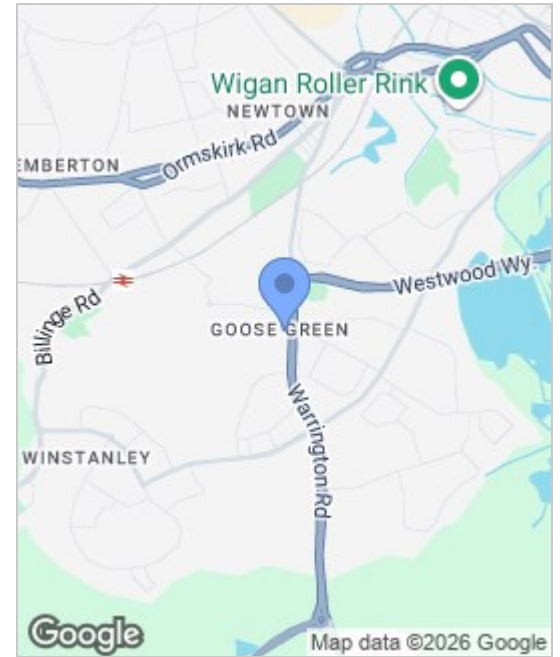 Wigan Roller Rink
NEWTOWN
EMBERTON
Ormskirk Rd
Westwood Wy.
Billinge Rd
GOOSE GREEN
Warrington Rd
WINSTANLEY
Google
Map data ©2026 Google